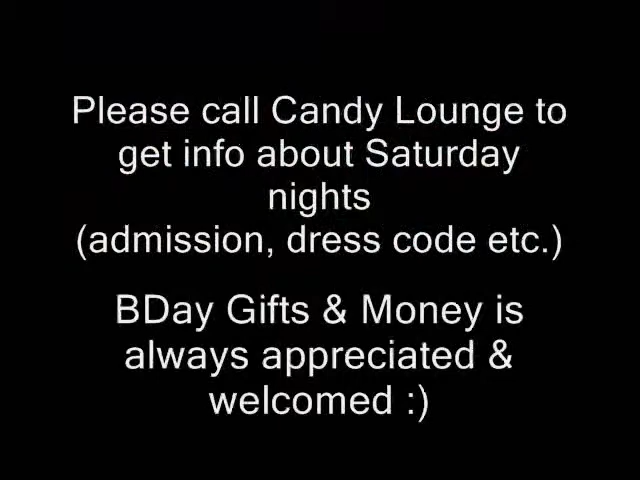 Please call Candy Lounge to
get info about Saturday
nights
(admission, dress code etc.)
BDay Gifts & Money is
always appreciated &
welcomed :)